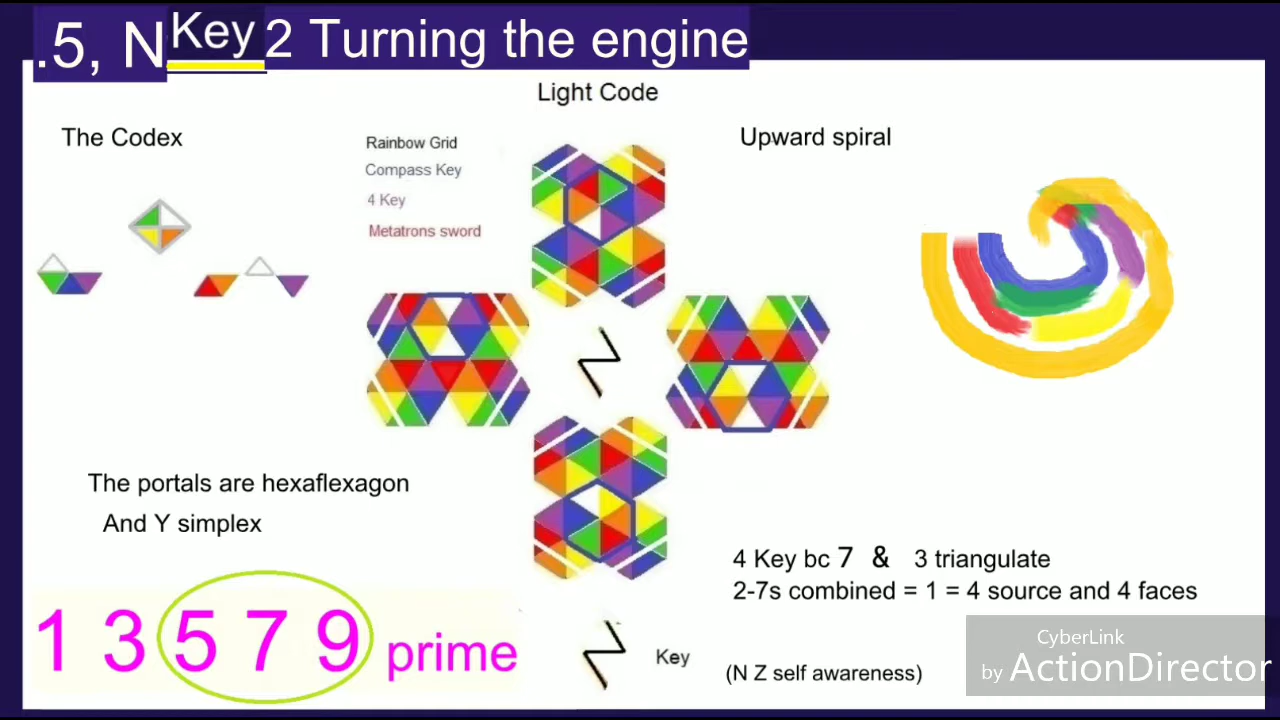 .5, N Key 2 Turning the engine
Light Code
The Codex
Rainbow Grid
Compass Key
4 Key
Metatrons sword
Upward spiral
The portals are hexaflexagon
And Y simplex
1 3 5 7 9 prime
Key
4 Key bc 7 & 3 triangulate
2-7s combined = 1 = 4 source and 4 faces
(N Z self awareness)
CyberLink
by ActionDirector